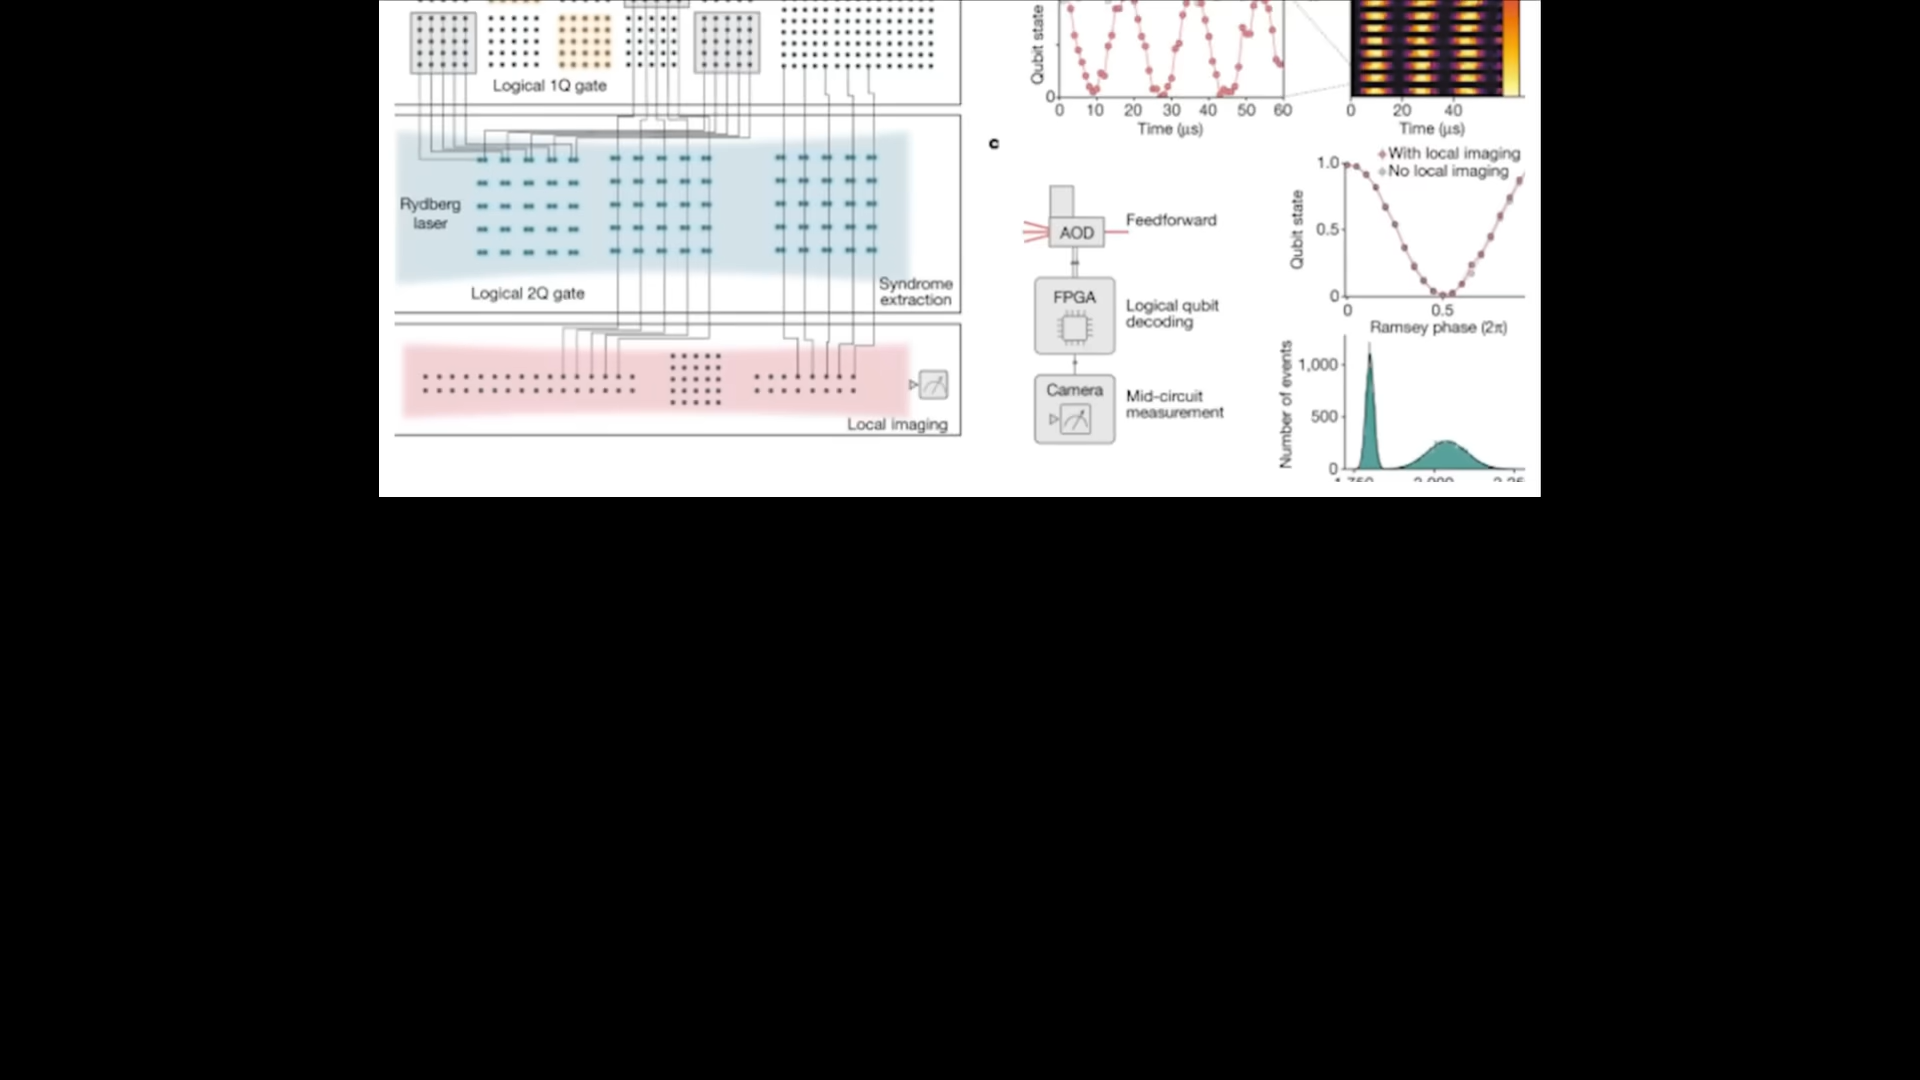 Logical 1Q gate
Rydberg
laser
Logical 2Q gate
Syndrome
extraction
Local imaging
Qubit state
0
0 10 20 30 40 50 60
Time (μs)
0 20 40
Time (μs)
c
AOD
Feedforward
FPGA
Logical qubit
decoding
Camera
Mid-circuit
measurement
With local imaging
No local imaging
Qubit state
1.0
0.5
0
0 0.5
Ramsey phase (2π)
Number of events
1,000
500
0